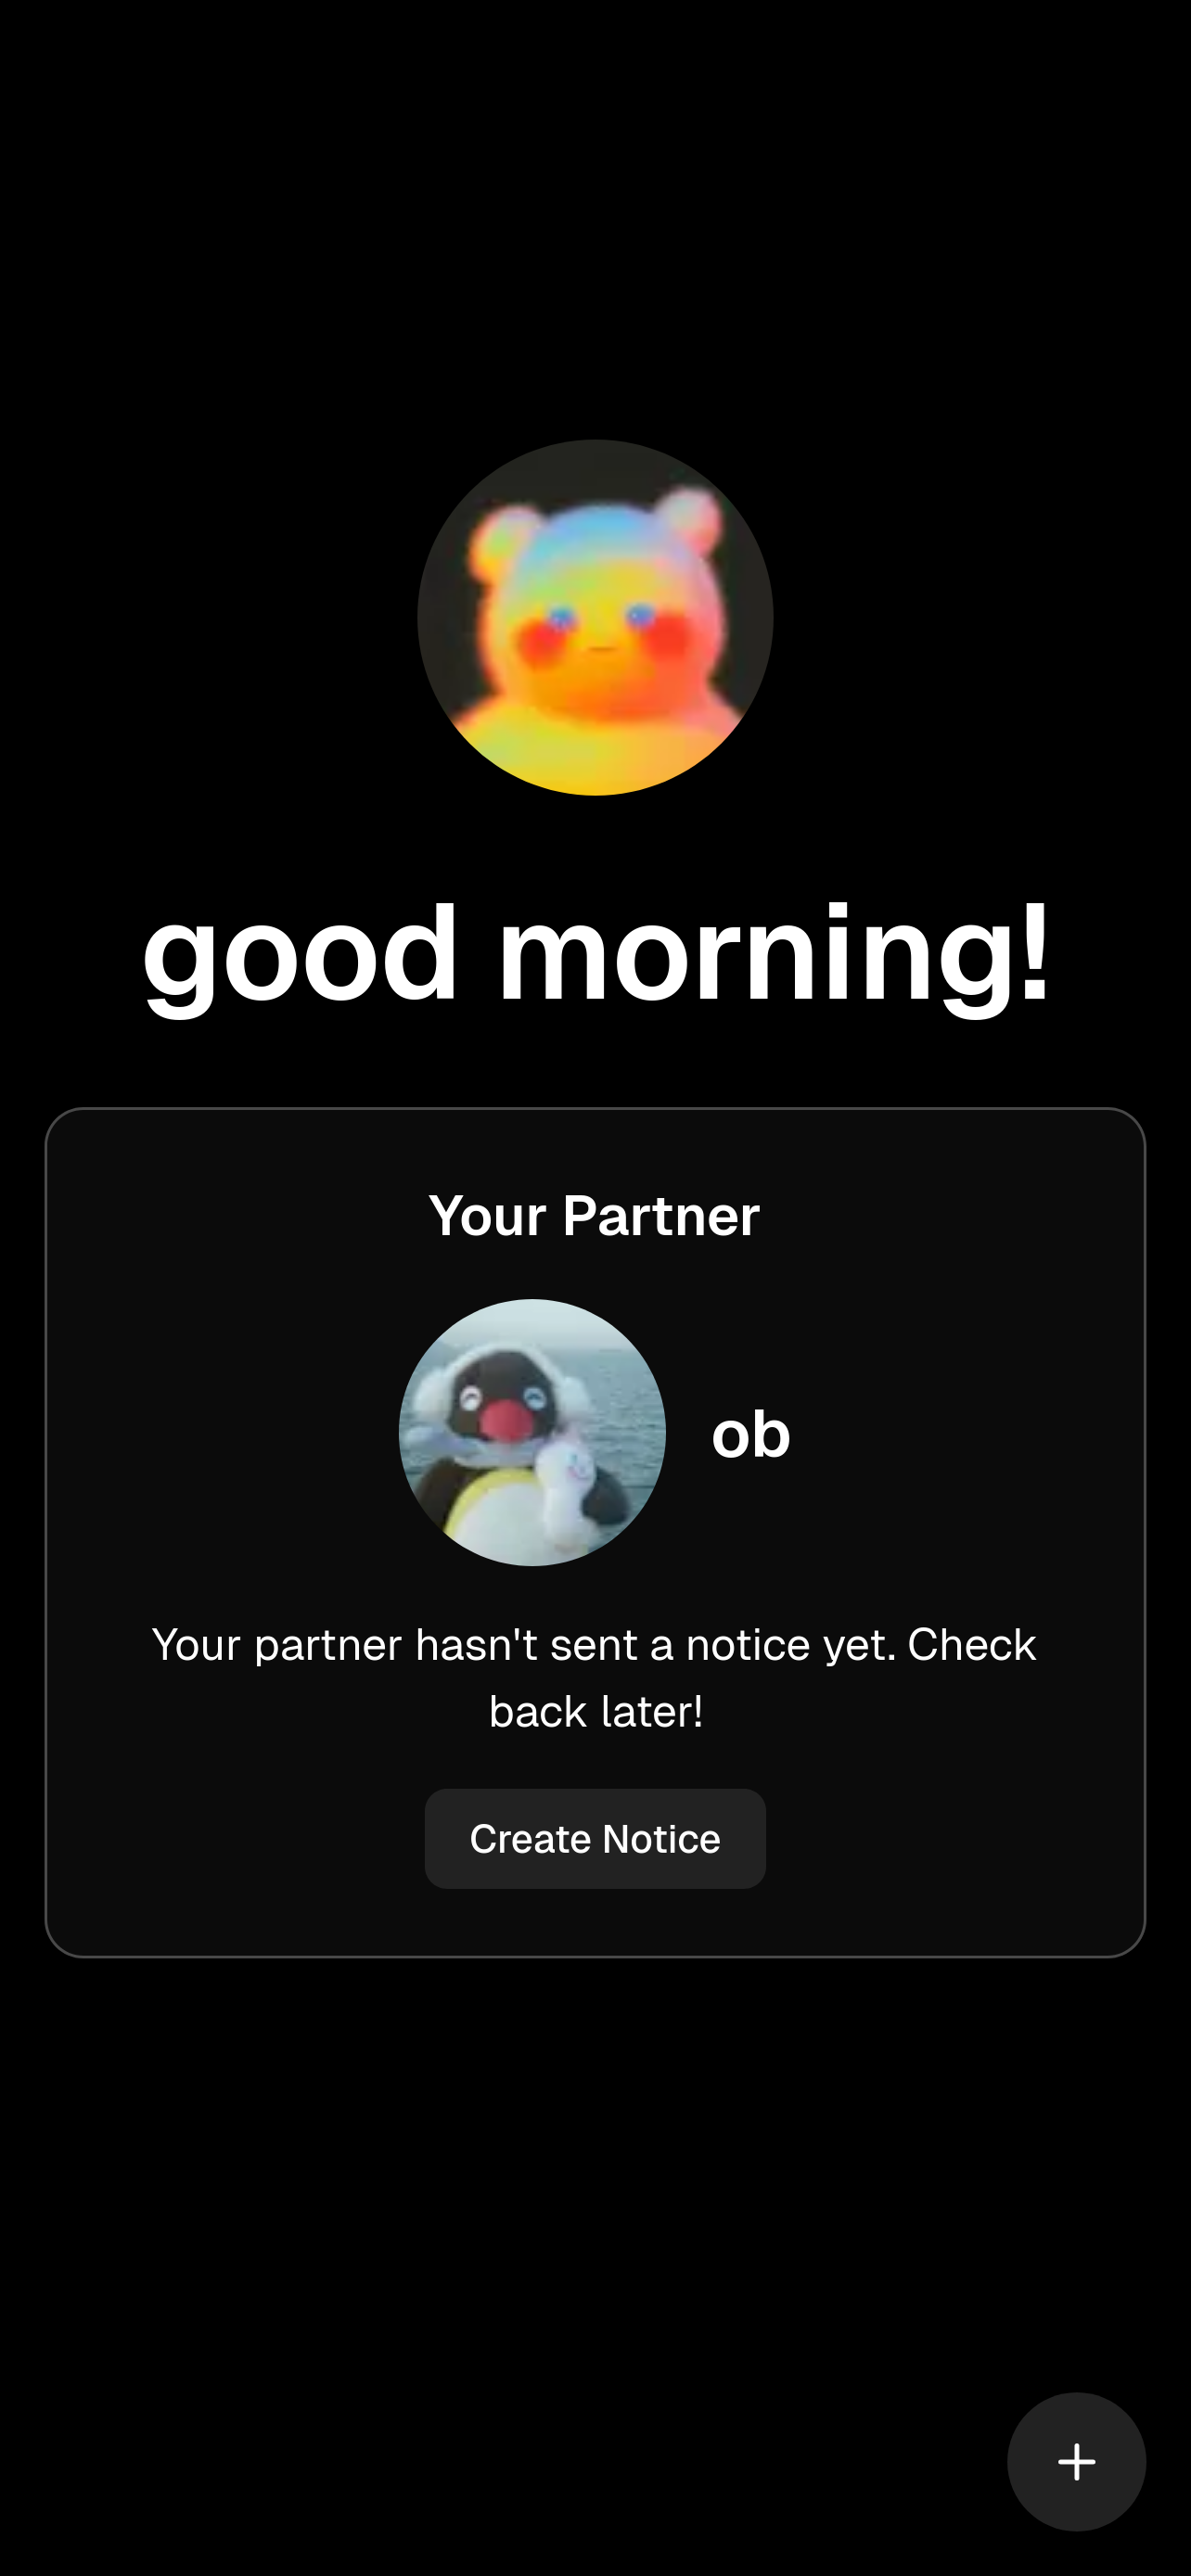 good morning!
Your Partner
ob
Your partner hasn't sent a notice yet. Check
back later!
Create Notice